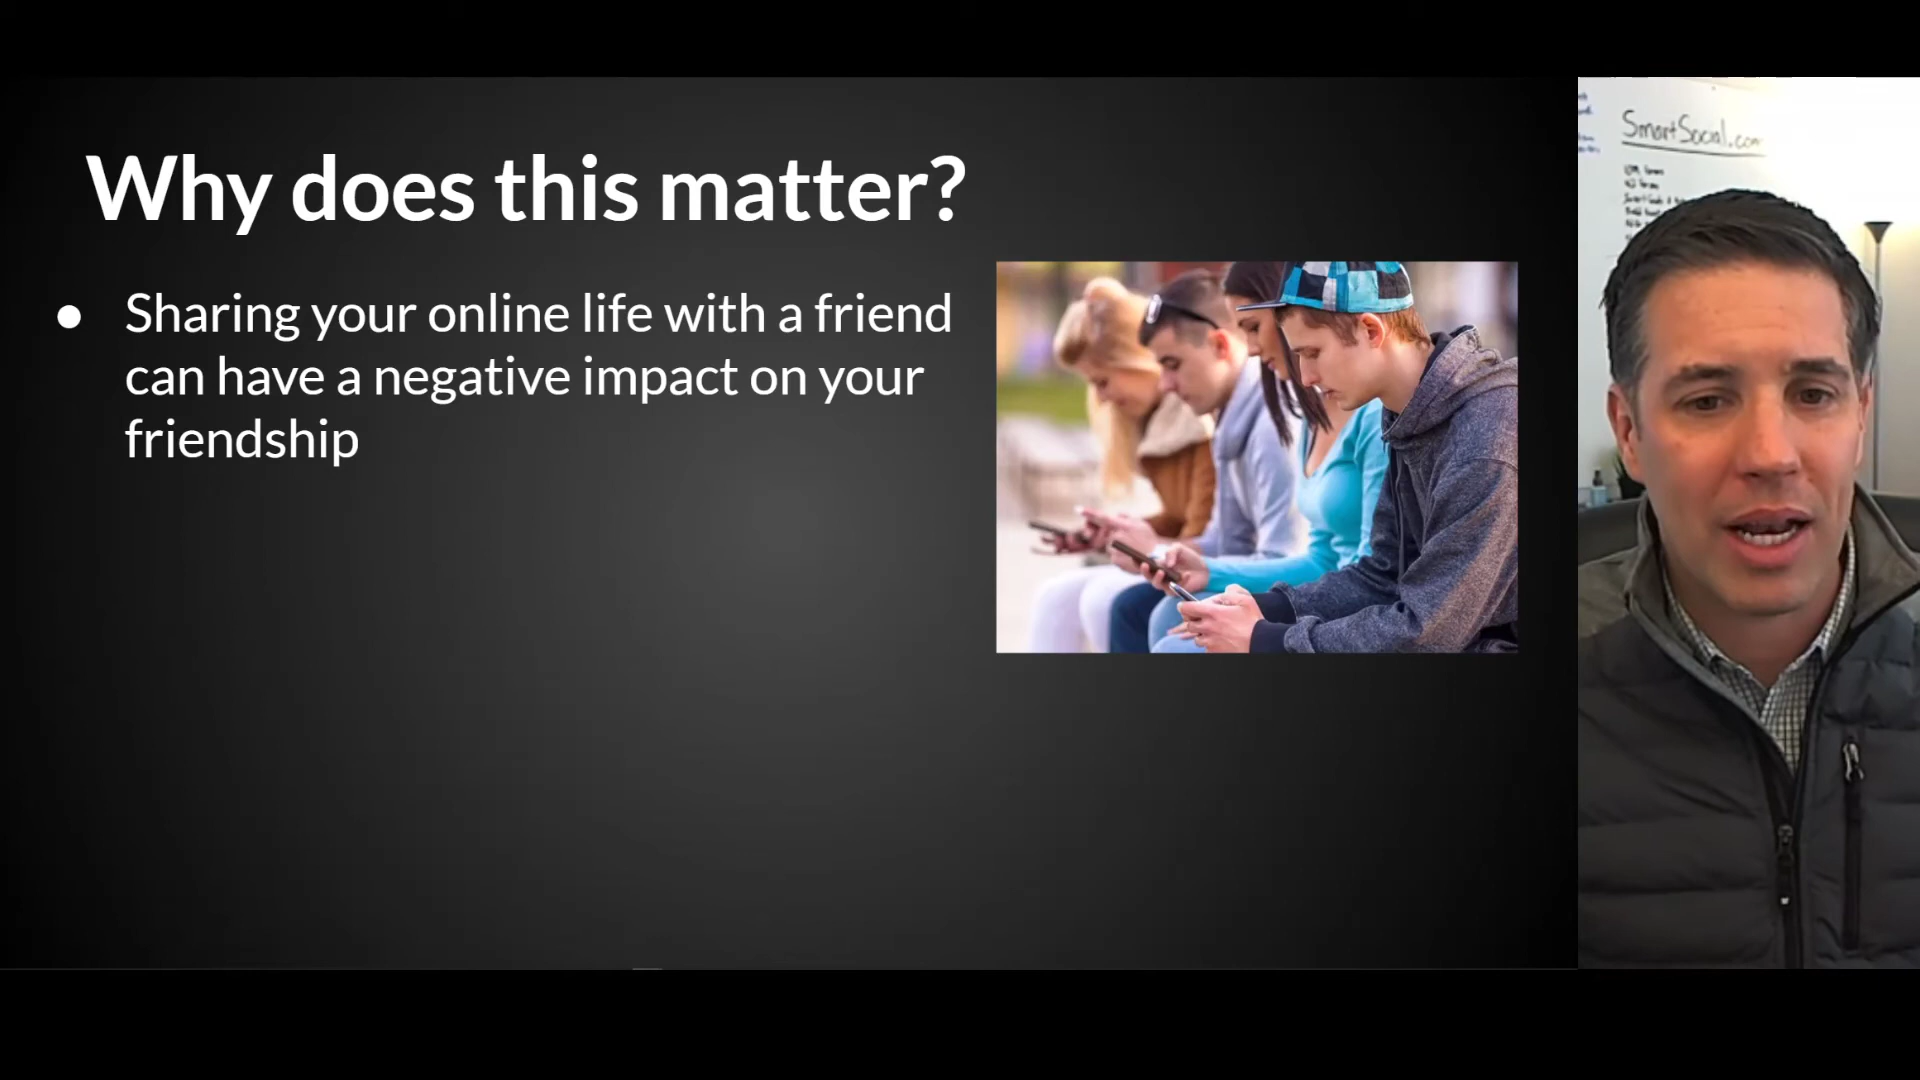 Why does this matter?
● Sharing your online life with a friend
can have a negative impact on your
friendship
SmartSocial.com